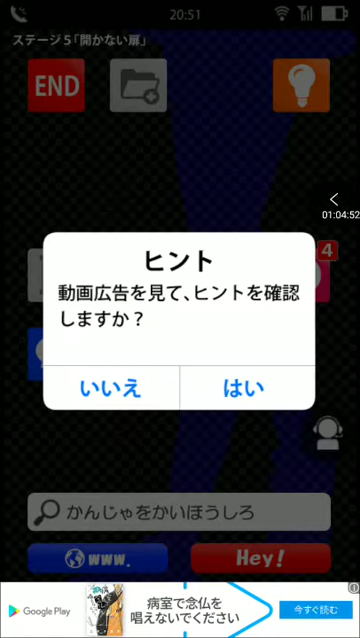 20:51
ステージ5「開かない扉」
END
01:04:52
4
ヒント
動画広告を見て、ヒントを確認
しますか?
いいえ
はい
かんじゃをかいほうしろ
www.
Hey!
Google Play
病室で念仏を
唱えないでください
今すぐ読む